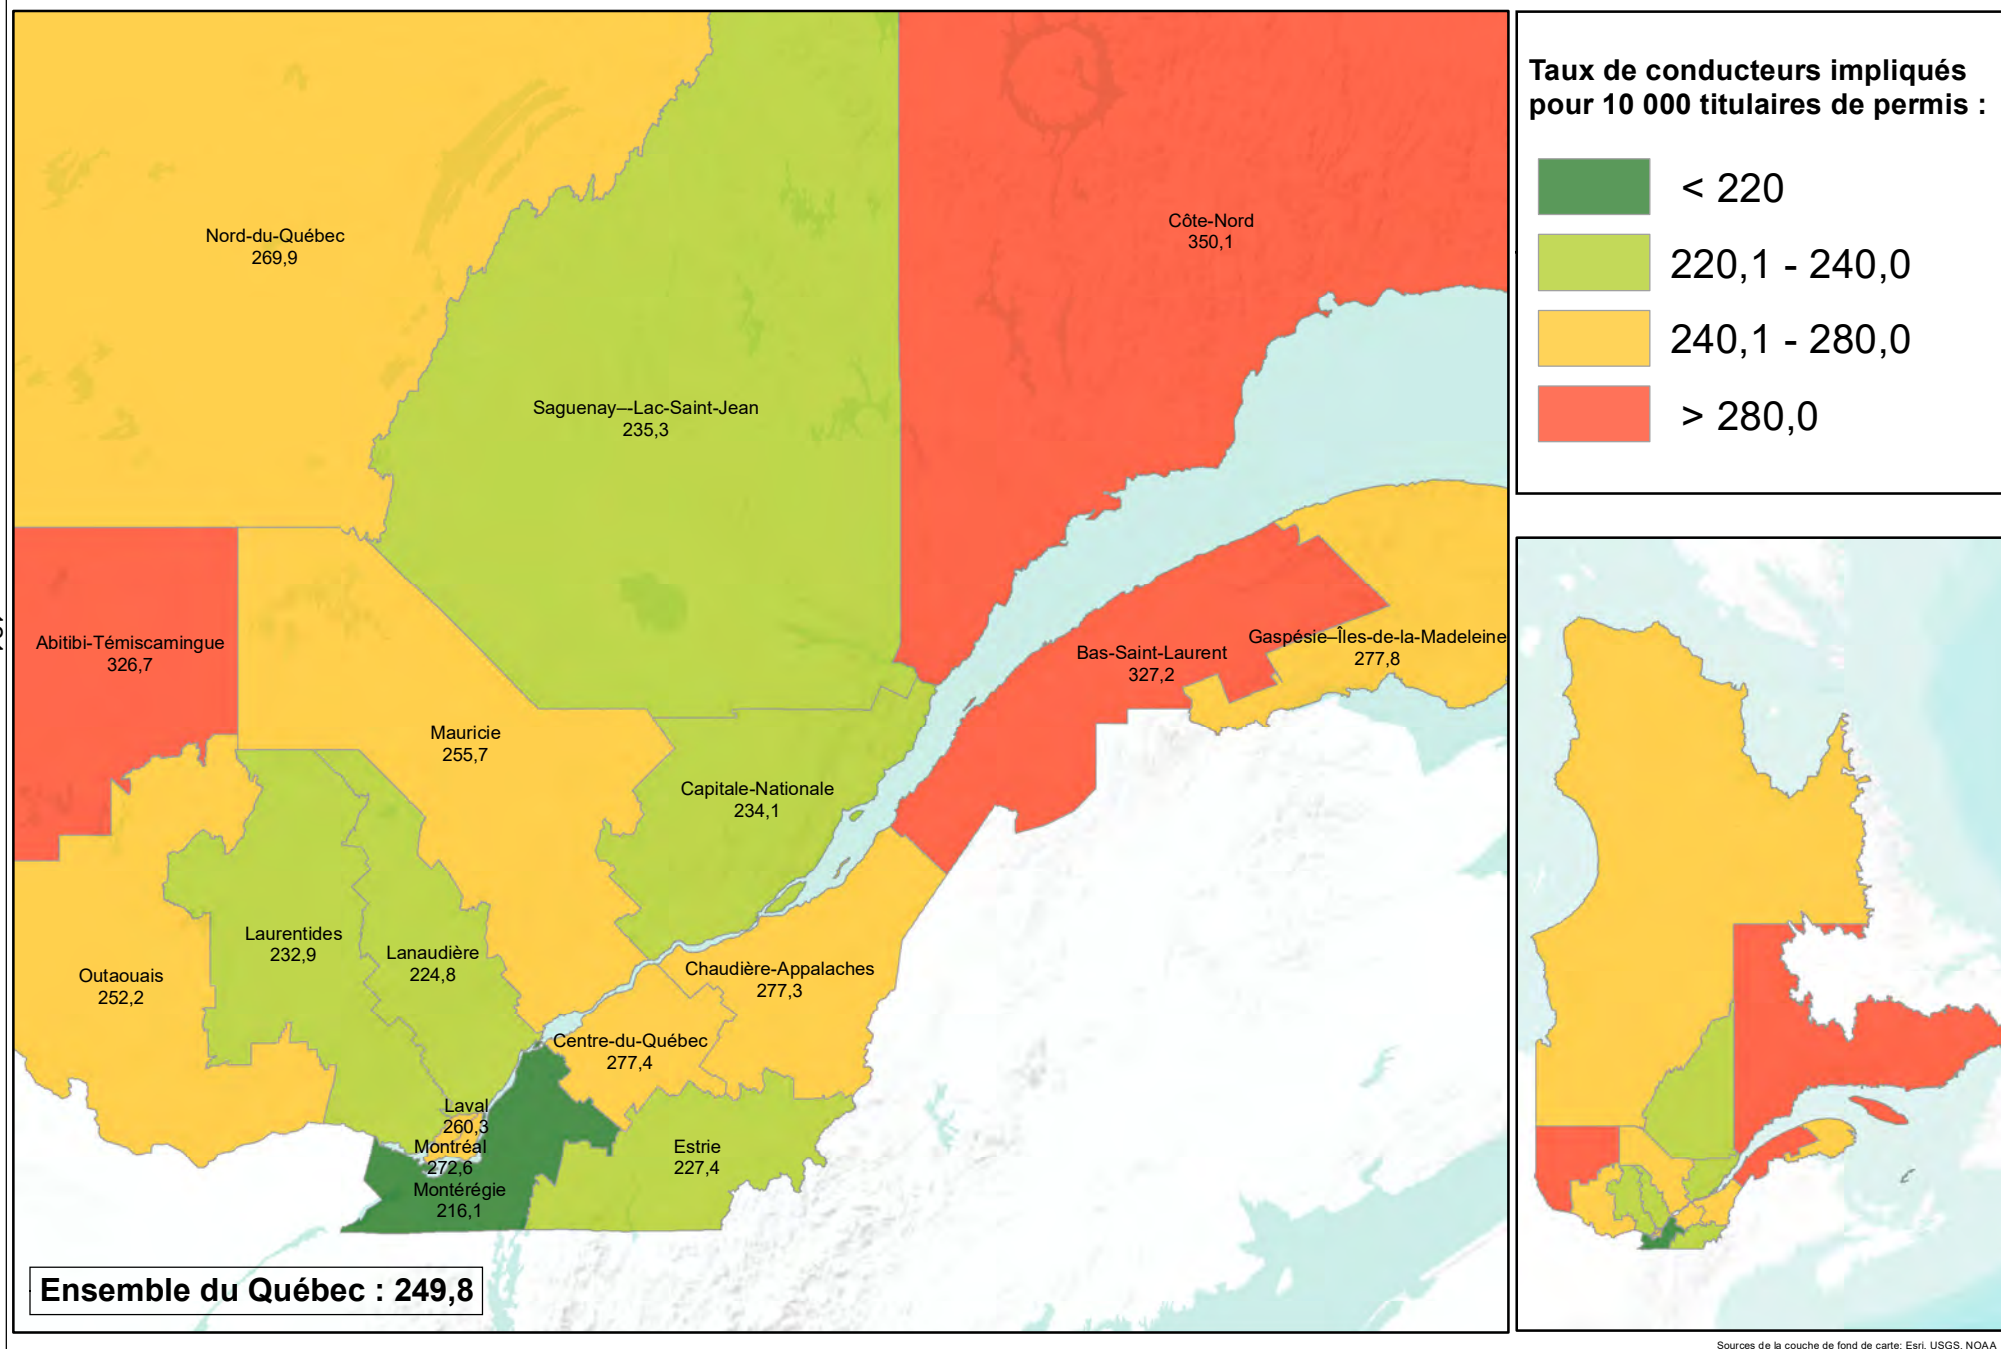 Nord-du-Québec
269,9
Côte-Nord
350,1
Saguenay–-Lac-Saint-Jean
235,3
Abitibi-Témiscamingue
326,7
Bas-Saint-Laurent
327,2
Gaspésie–Îles-de-la-Madeleine
277,8
Mauricie
255,7
Capitale-Nationale
234,1
Laurentides
232,9
Lanaudière
224,8
Outaouais
252,2
Chaudière-Appalaches
277,3
Centre-du-Québec
277,4
Laval
260,3
Montréal
272,6
Montérégie
216,1
Estrie
227,4
Ensemble du Québec : 249,8
Taux de conducteurs impliqués
pour 10 000 titulaires de permis :
< 220
220,1 - 240,0
240,1 - 280,0
> 280,0
Sources de la couche de fond de carte: Esri, USGS, NOAA